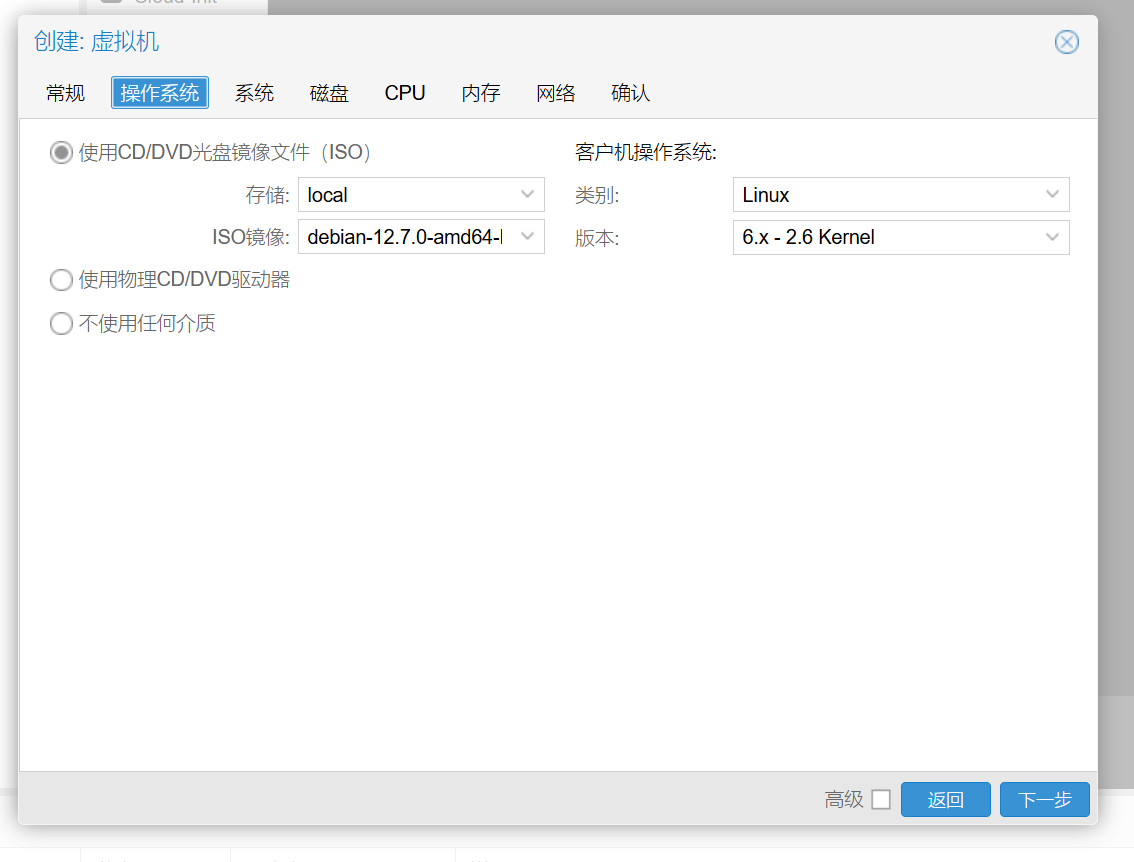 创建: 虚拟机
常规 操作系统 系统 磁盘 CPU 内存 网络 确认
使用CD/DVD光盘镜像文件（ISO） 客户机操作系统:
存储: local 类别: Linux
ISO镜像: debian-12.7.0-amd64- 版本: 6.x - 2.6 Kernel
使用物理CD/DVD驱动器
不使用任何介质
高级 返回 下一步